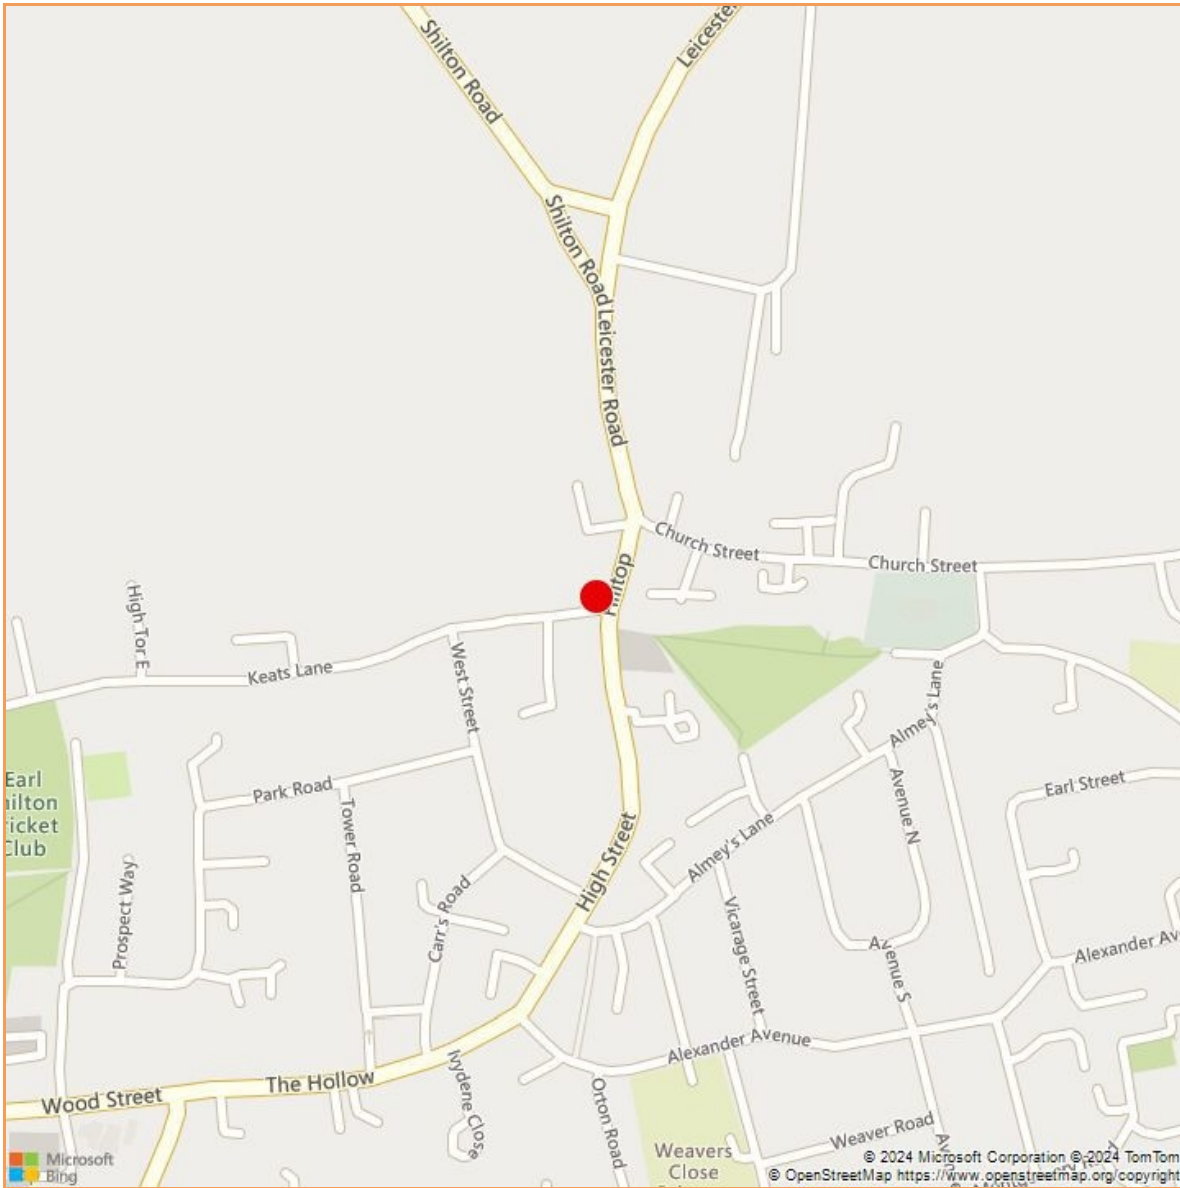 Shilton Road
Leicester
Shilton Road
Leicester Road
Church Street
Church Street
Hilltop
High Tor E
Keats Lane
West Street
Almey's Lane
Earl
Cricket
Club
Park Road
Tower Road
Avenue N
Earl Street
High Street
Almey's Lane
Prospect Way
Carr's Road
Vicarage Street
Avenue S
Alexander Av
Alexander Avenue
Ivydene Close
The Hollow
Wood Street
Orton Road
Weaver Road
Weavers
Close
Microsoft
Bing
© 2024 Microsoft Corporation © 2024 TomTom
© OpenStreetMap https://www.openstreetmap.org/copyright